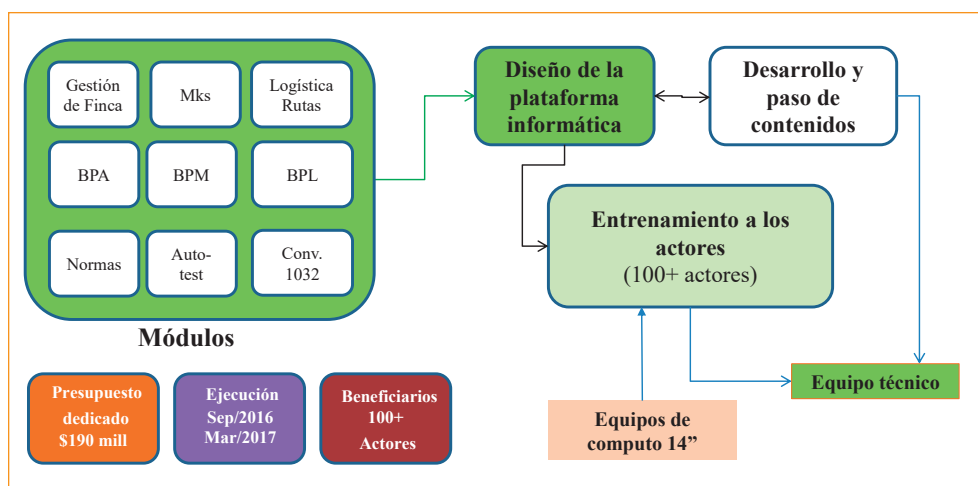 Gestión
de Finca
Mks
Logística
Rutas
BPA
BPM
BPL
Normas
Auto-
test
Conv.
1032
Módulos
Diseño de la
plataforma
informática
Desarrollo y
paso de
contenidos
Entrenamiento a los
actores
(100+ actores)
Presupuesto
dedicado
$190 mill
Ejecución
Sep/2016
Mar/2017
Beneficiarios
100+
Actores
Equipos de
computo 14”
Equipo técnico